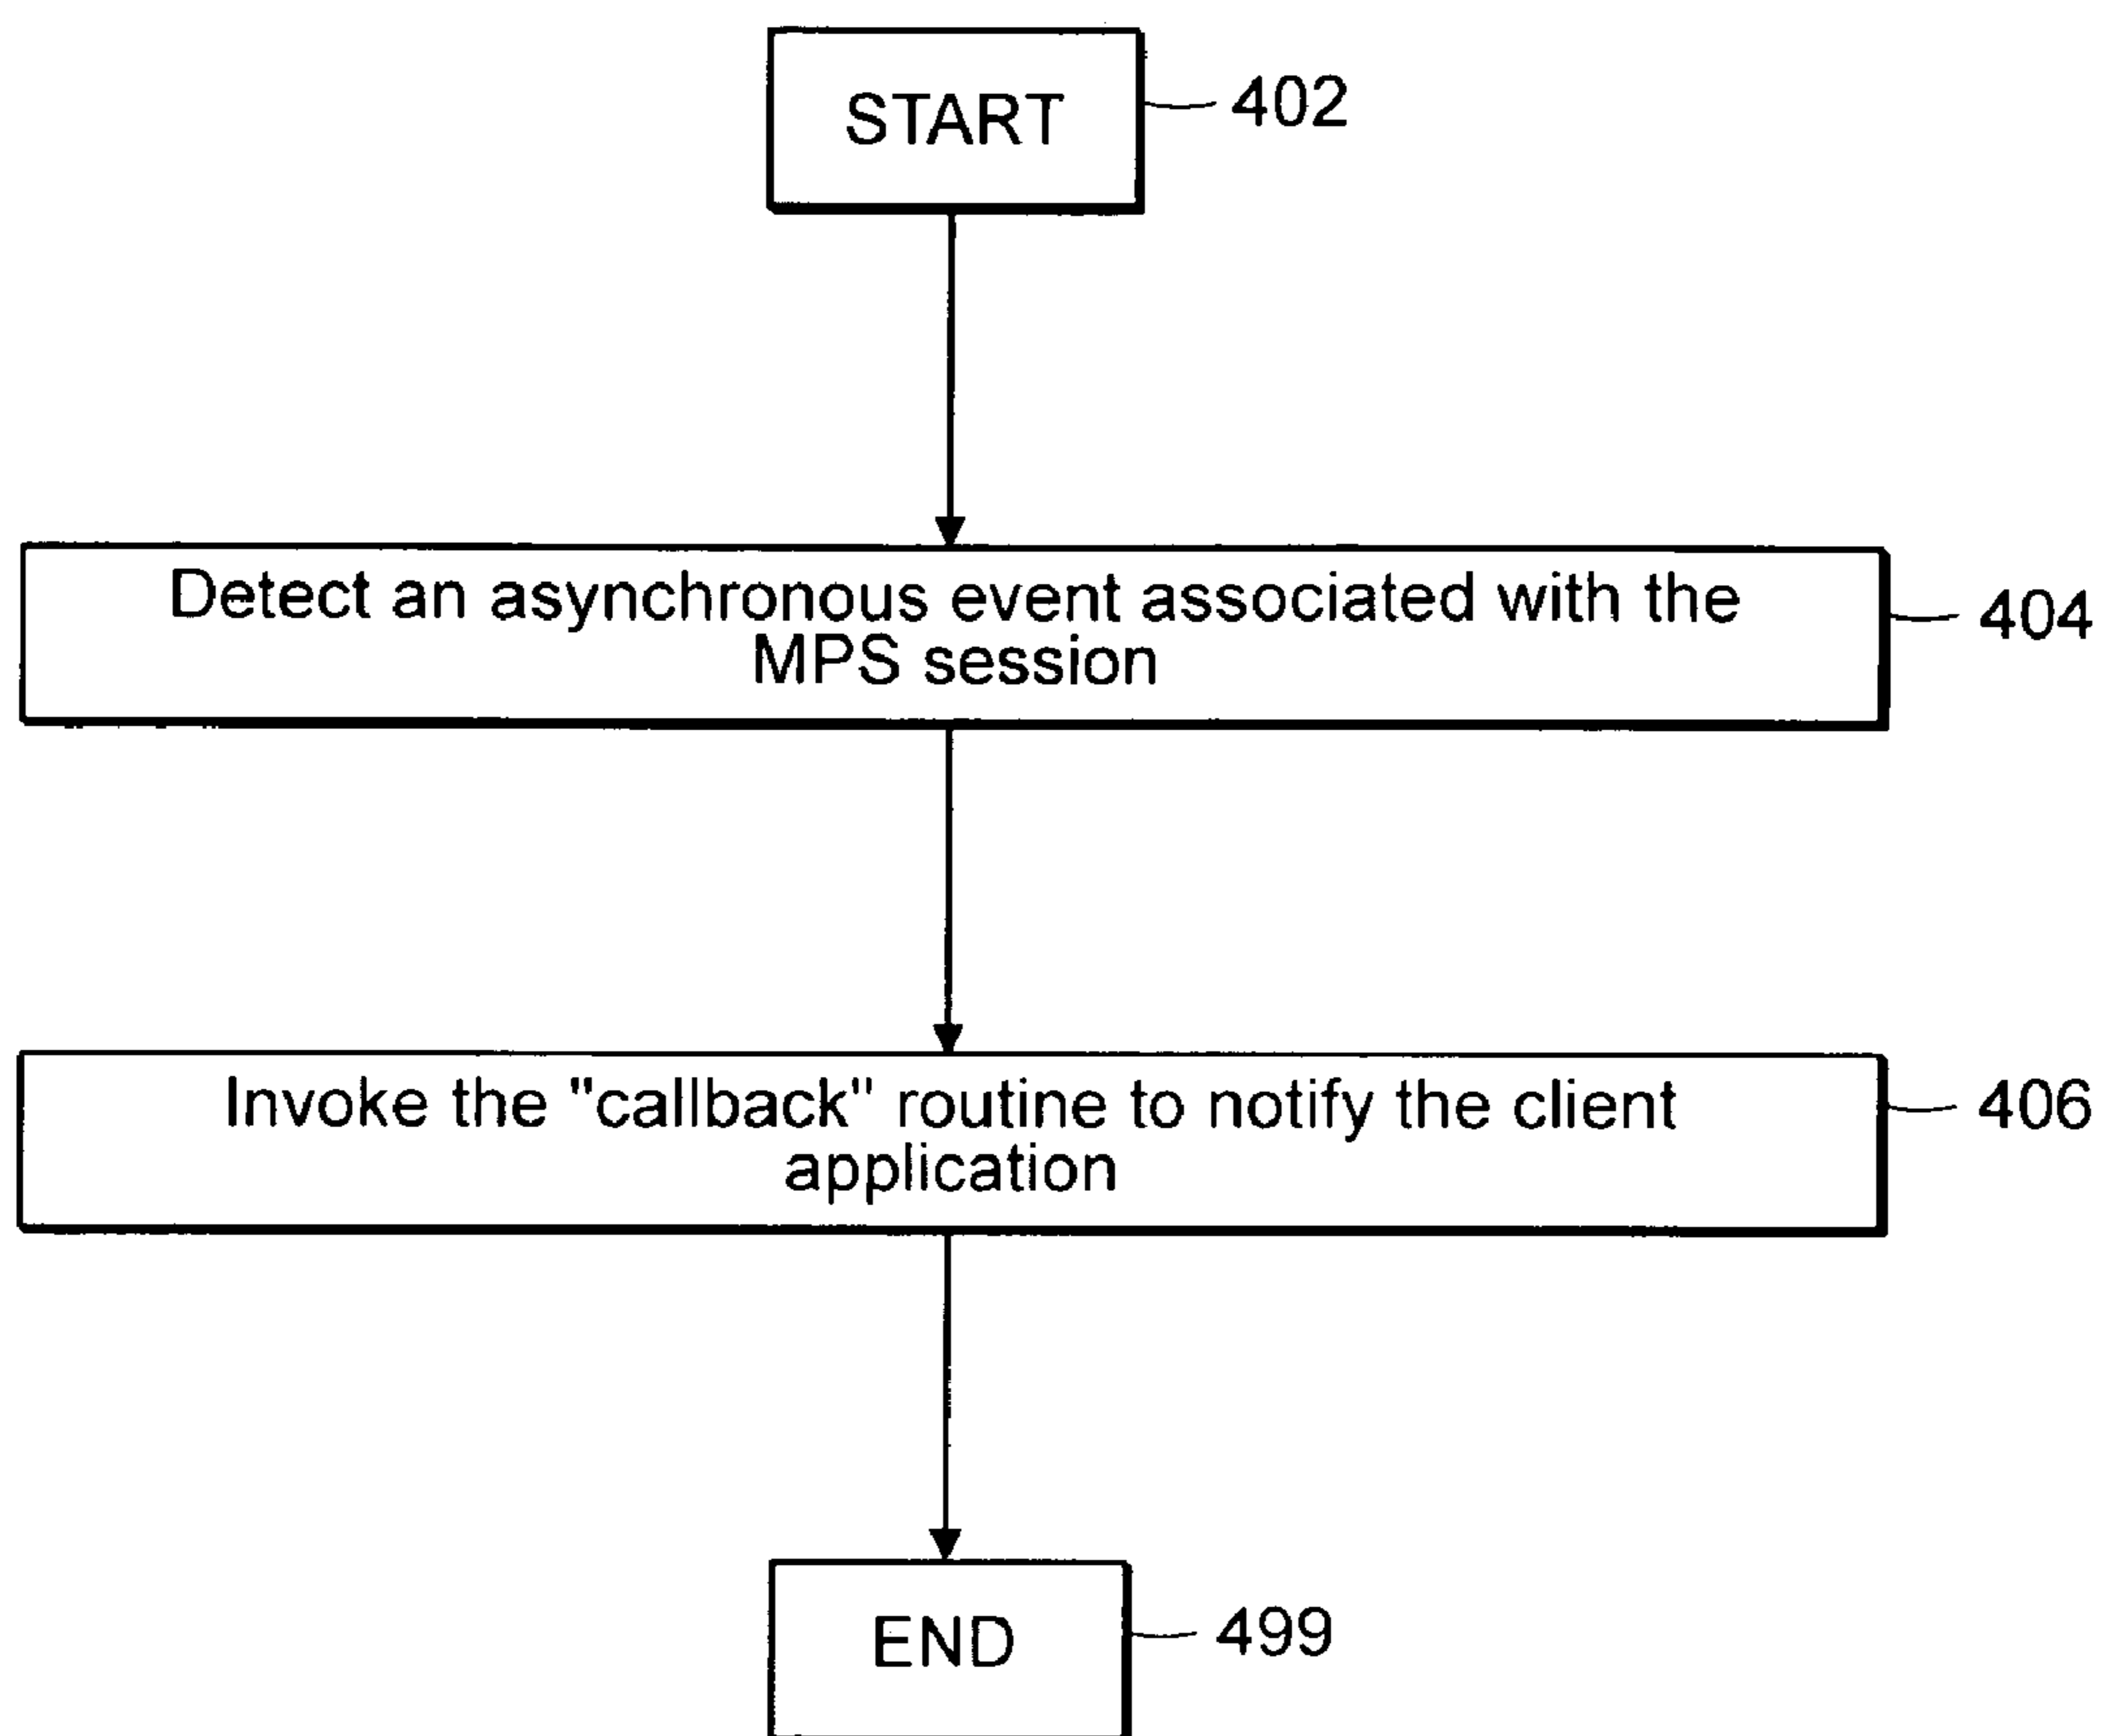 START
402
Detect an asynchronous event associated with the
MPS session
404
Invoke the "callback" routine to notify the client
application
406
END
499